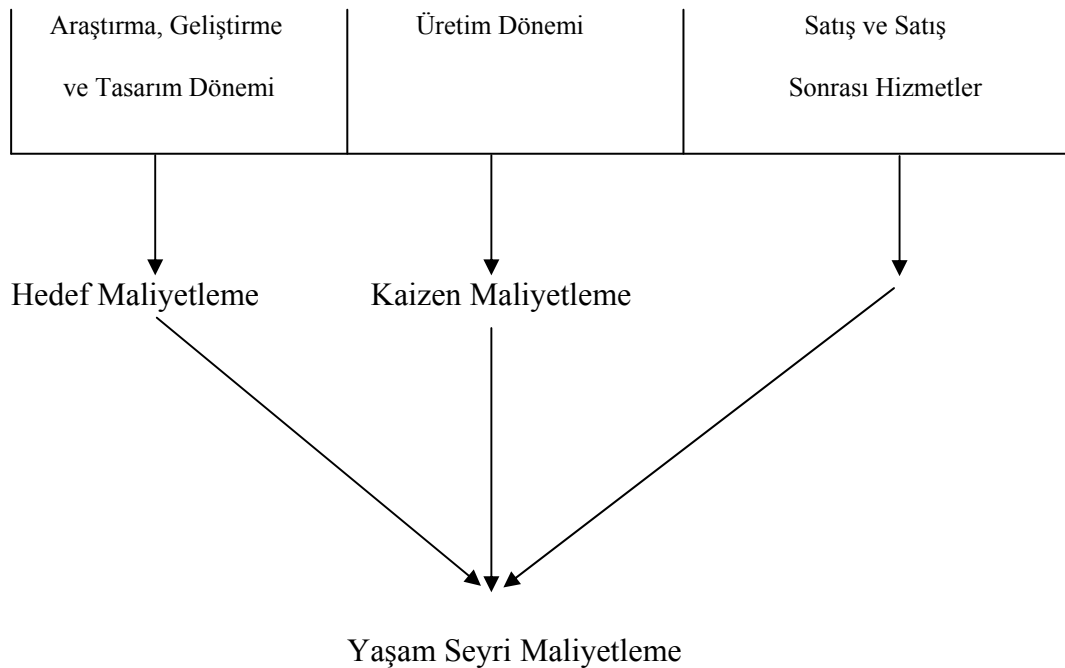 Araştırma, Geliştirme
ve Tasarım Dönemi
Üretim Dönemi
Satış ve Satış
Sonrası Hizmetler
Hedef Maliyetleme
Kaizen Maliyetleme
Yaşam Seyri Maliyetleme